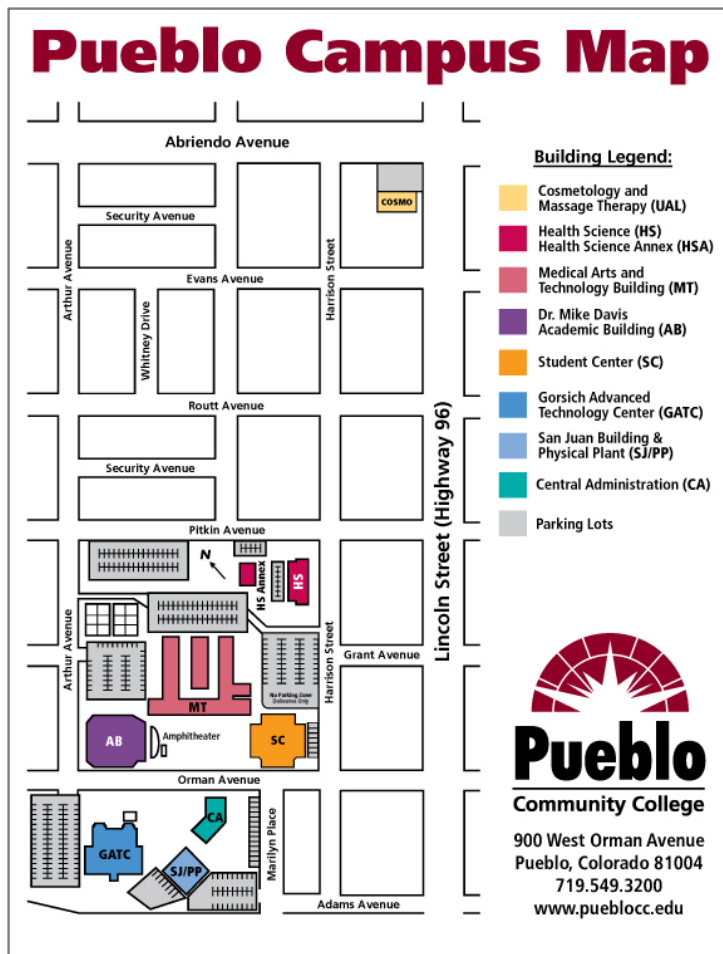 Pueblo Campus Map
Abriendo Avenue
COSMO
Security Avenue
Evans Avenue
Arthur Avenue
Harrison Street
Whitney Drive
Routt Avenue
Lincoln Street (Highway 96)
Security Avenue
Pitkin Avenue
N
HS Annex
HS
Arthur Avenue
Harrison Street
Grant Avenue
No Parking Zone
Deliveries Only
MT
Amphitheater
AB
SC
Orman Avenue
CA
Marilyn Place
GATC
SJ/PP
Adams Avenue
Building Legend:
Cosmetology and
Massage Therapy (UAL)
Health Science (HS)
Health Science Annex (HSA)
Medical Arts and
Technology Building (MT)
Dr. Mike Davis
Academic Building (AB)
Student Center (SC)
Gorsich Advanced
Technology Center (GATC)
San Juan Building &
Physical Plant (SJ/PP)
Central Administration (CA)
Parking Lots
Pueblo
Community College
900 West Orman Avenue
Pueblo, Colorado 81004
719.549.3200
www.pueblocc.edu